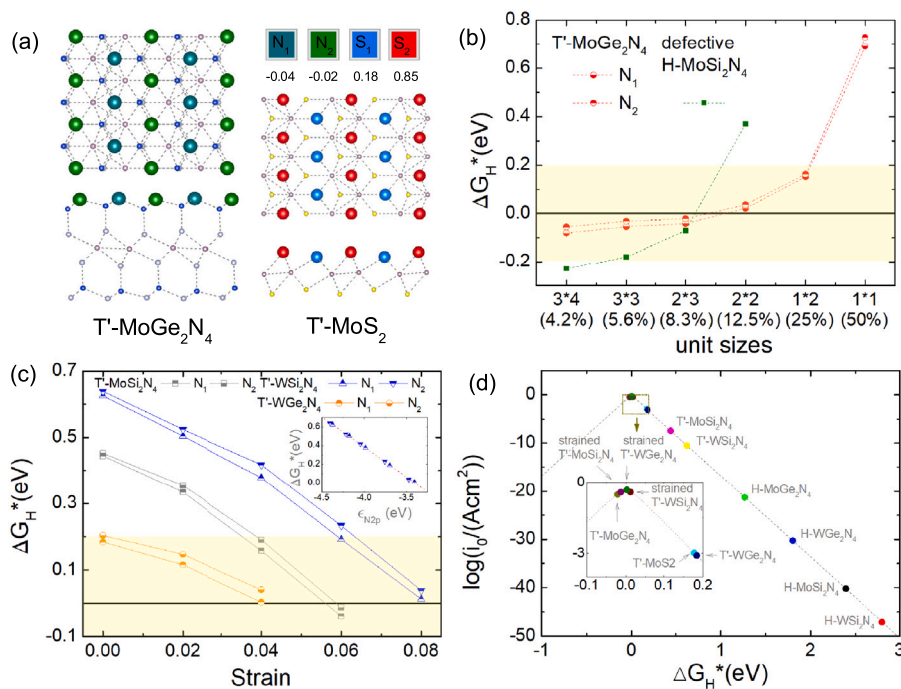 (a)
N₁ N₂ S₁ S₂
-0.04 -0.02 0.18 0.85
T'-MoGe₂N₄
T'-MoS₂
(b)
ΔG_H*(eV)
0.8
0.6
0.4
0.2
0.0
-0.2
T'-MoGe₂N₄ defective
H-MoSi₂N₄
N₁
N₂
3*4 3*3 2*3 2*2 1*2 1*1
(4.2%) (5.6%) (8.3%) (12.5%) (25%) (50%)
unit sizes
(c)
ΔG_H*(eV)
0.7
0.5
0.3
0.1
-0.1
T'-MoSi₂N₄ N₁ N₂ T'-WSi₂N₄ N₁ N₂
T'-WGe₂N₄ N₁ N₂
ΔG_H*(eV)
0.6
0.4
0.2
0.0
-4.5 -4.0 -3.5
ϵ_N2p (eV)
0.00 0.02 0.04 0.06 0.08
Strain
(d)
log(i₀/(Acm²))
0
-10
-20
-30
-40
-50
T'-MoSi₂N₄
T'-WSi₂N₄
strained
T'-MoSi₂N₄
strained
T'-WGe₂N₄
H-MoGe₂N₄
H-WGe₂N₄
H-MoSi₂N₄
H-WSi₂N₄
0
-3
strained
T'-WSi₂N₄
T'-MoGe₂N₄
T'-MoS2
T'-WGe₂N₄
-0.1 0.0 0.1 0.2
-1 0 1 2 3
ΔG_H*(eV)